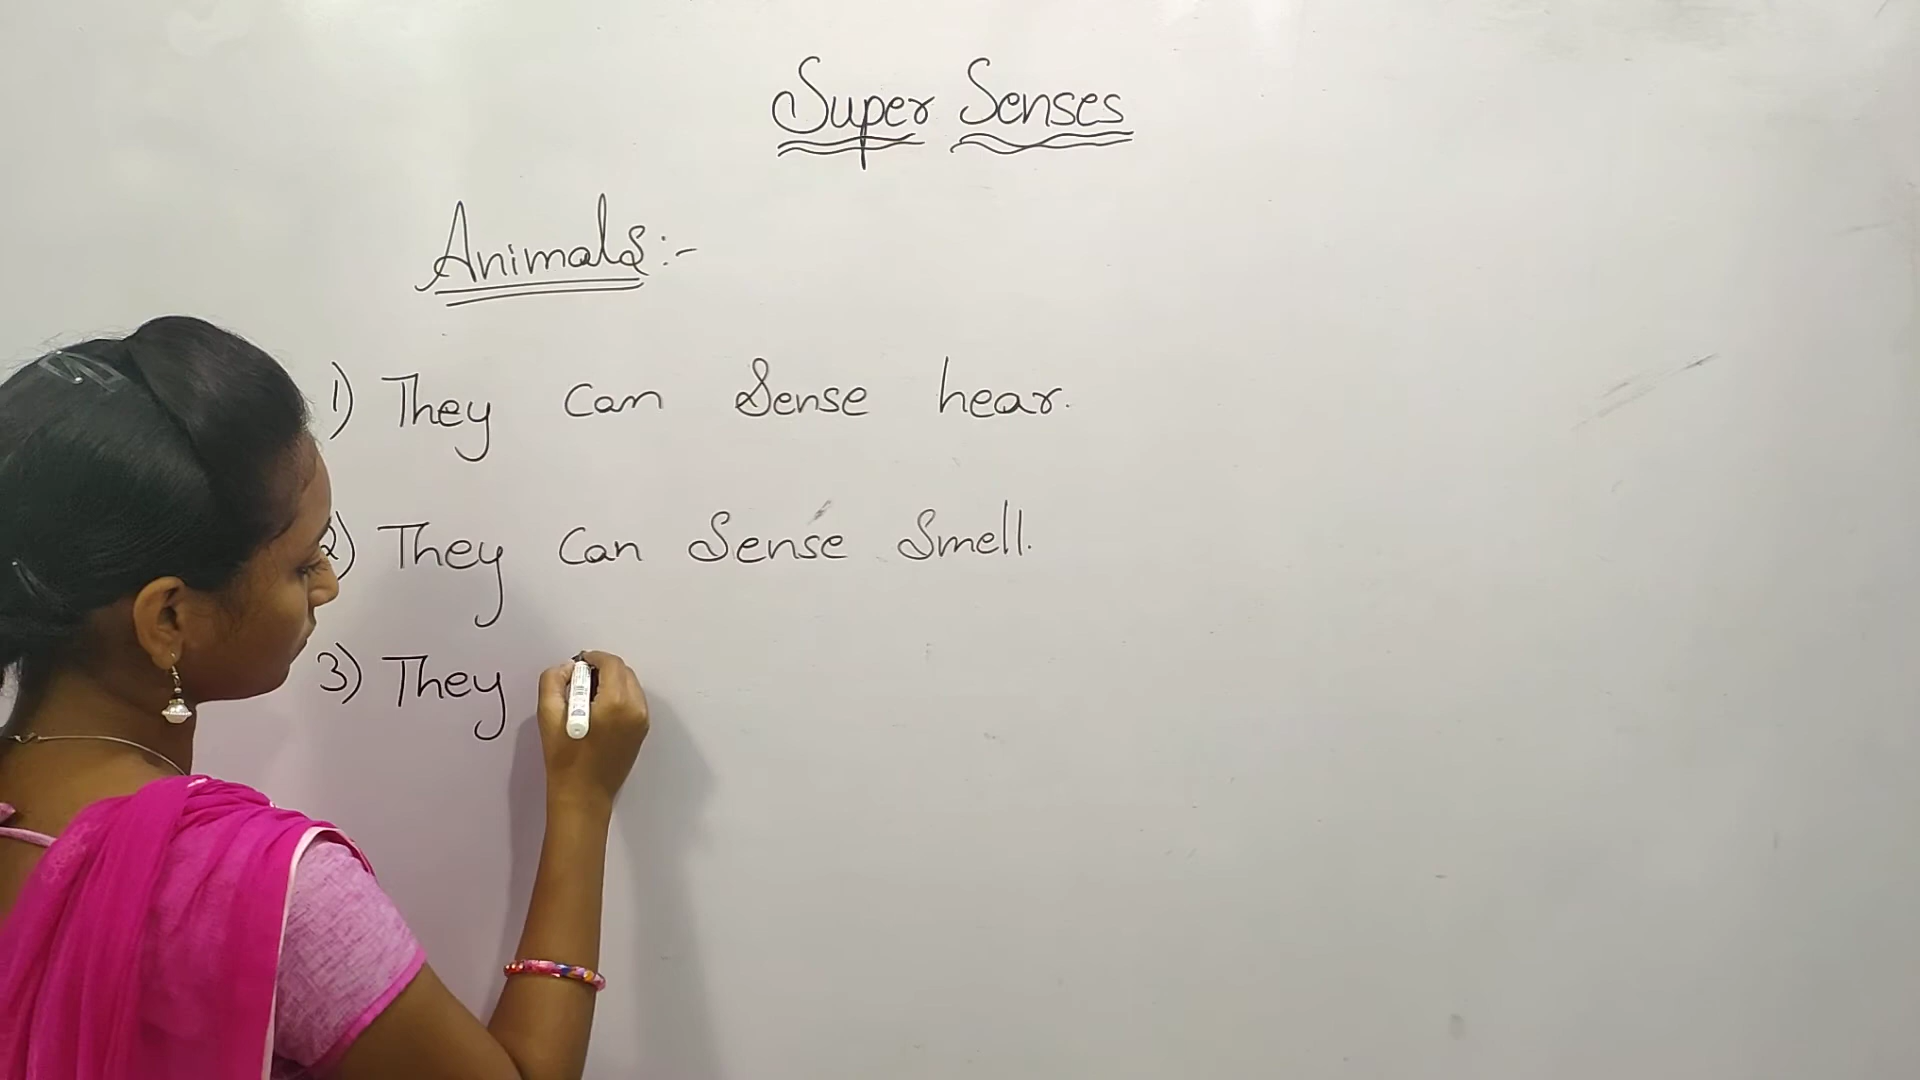 Super Senses
Animals:-
1) They can Sense hear.
2) They can Sense Smell.
3) They